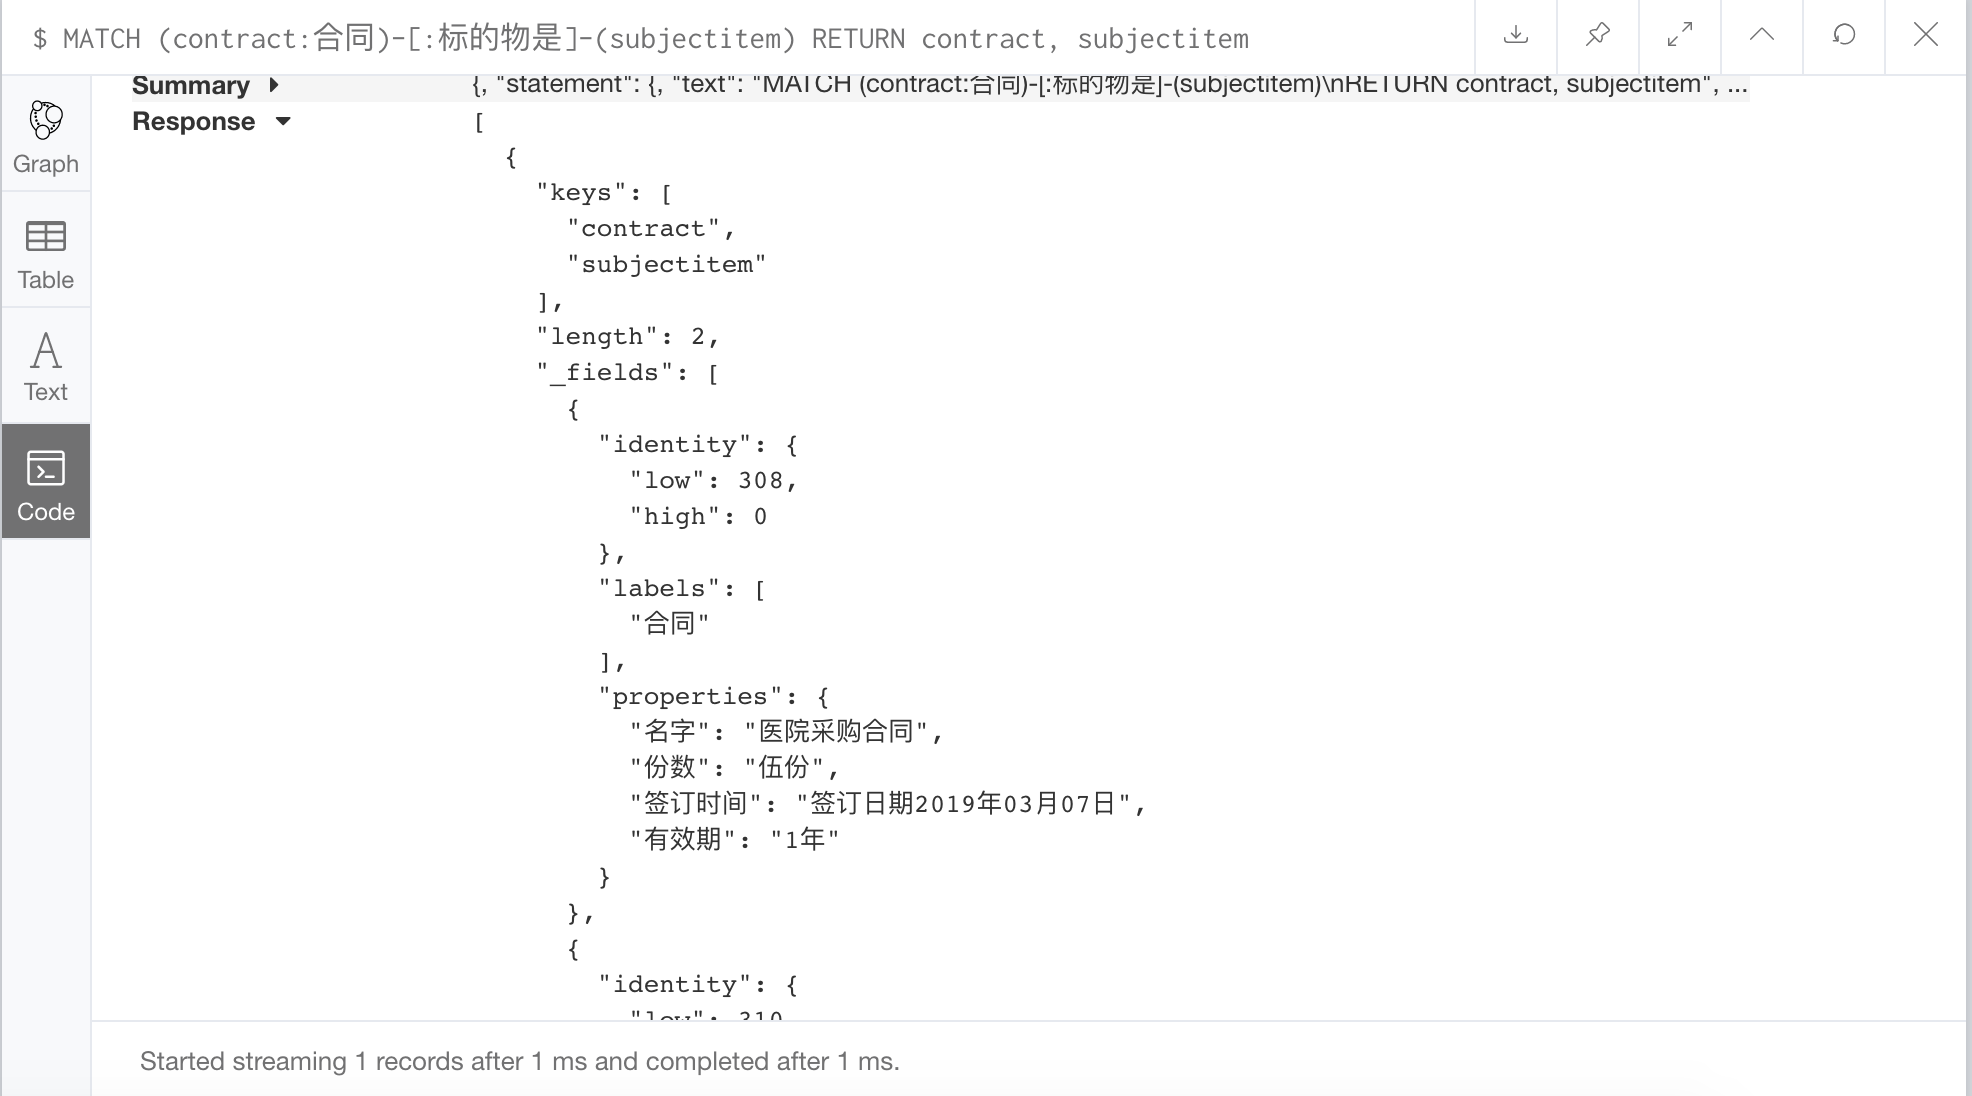 $ MATCH (contract:合同)-[:标的物是]-(subjectitem) RETURN contract, subjectitem
Summary
{, "statement": {, "text": "MATCH (contract:合同)-[:标的物是]-(subjectitem)\nRETURN contract, subjectitem", ...
Response
[
{
"keys": [
"contract",
"subjectitem"
],
"length": 2,
"_fields": [
{
"identity": {
"low": 308,
"high": 0
},
"labels": [
"合同"
],
"properties": {
"名字": "医院采购合同",
"份数": "伍份",
"签订时间": "签订日期2019年03月07日",
"有效期": "1年"
}
},
{
"identity": {
"low": 310
Graph
Table
A
Text
Code
Started streaming 1 records after 1 ms and completed after 1 ms.